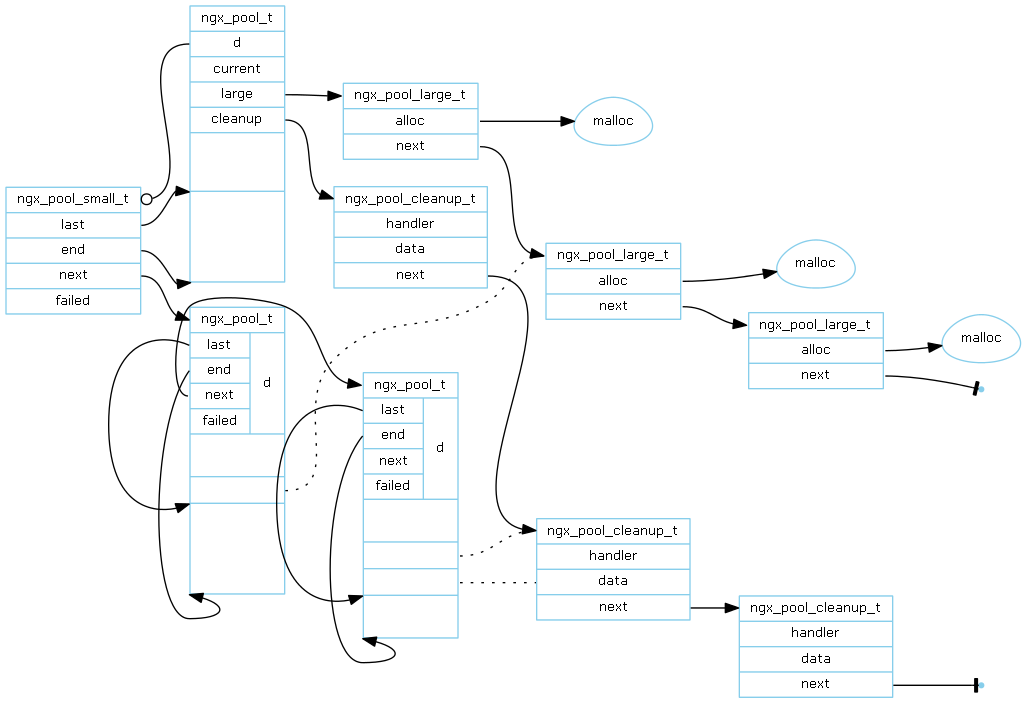 ngx_pool_t
d
current
large
cleanup
ngx_pool_large_t
alloc
next
malloc
ngx_pool_small_t
last
end
next
failed
ngx_pool_cleanup_t
handler
data
next
ngx_pool_large_t
alloc
next
malloc
ngx_pool_large_t
alloc
next
malloc
ngx_pool_t
last
end
next
failed
d
ngx_pool_t
last
end
next
failed
d
ngx_pool_cleanup_t
handler
data
next
ngx_pool_cleanup_t
handler
data
next